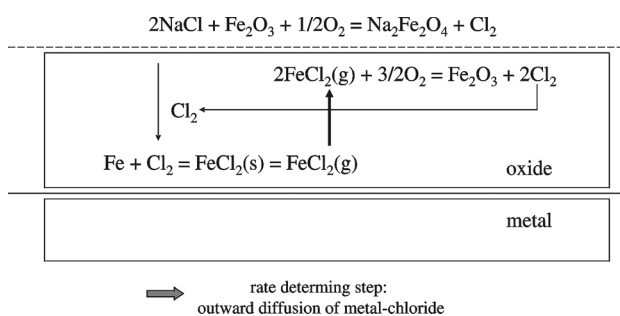 2NaCl + Fe₂O₃ + 1/2O₂ = Na₂Fe₂O₄ + Cl₂
2FeCl₂(g) + 3/2O₂ = Fe₂O₃ + 2Cl₂
Cl₂
Fe + Cl₂ = FeCl₂(s) = FeCl₂(g)
oxide
metal
rate determing step:
outward diffusion of metal-chloride